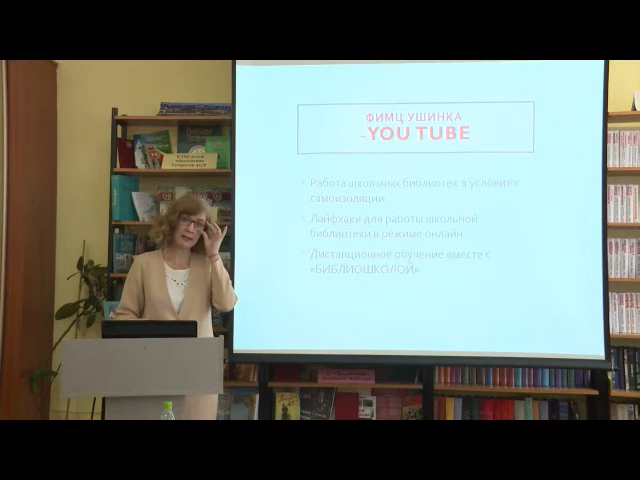 ФИМЦ УШИНКА
–YOU TUBE
Работа школьных библиотек в условиях
самоизоляции
Лайфхаки для работы школьной
библиотеки в режиме онлайн
Дистанционное обучение вместе с
«БИБЛИОШКОЛОЙ»